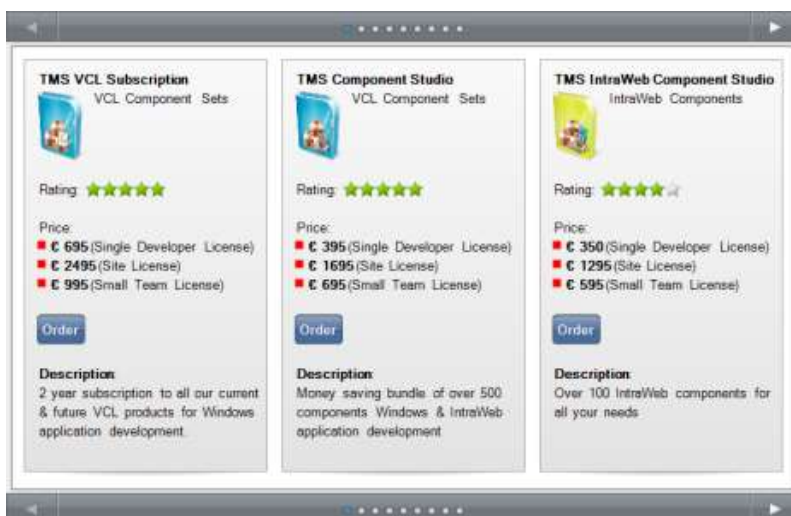 TMS VCL Subscription
VCL Component Sets
Rating:
Price:
€ 695 (Single Developer License)
€ 2495 (Site License)
€ 995 (Small Team License)
Order
Description:
2 year subscription to all our current
& future VCL products for Windows
application development.
TMS Component Studio
VCL Component Sets
Rating:
Price:
€ 395 (Single Developer License)
€ 1695 (Site License)
€ 695 (Small Team License)
Order
Description:
Money saving bundle of over 500
components Windows & IntraWeb
application development
TMS IntraWeb Component Studio
IntraWeb Components
Rating:
Price:
€ 350 (Single Developer License)
€ 1295 (Site License)
€ 595 (Small Team License)
Order
Description:
Over 100 IntraWeb components for
all your needs